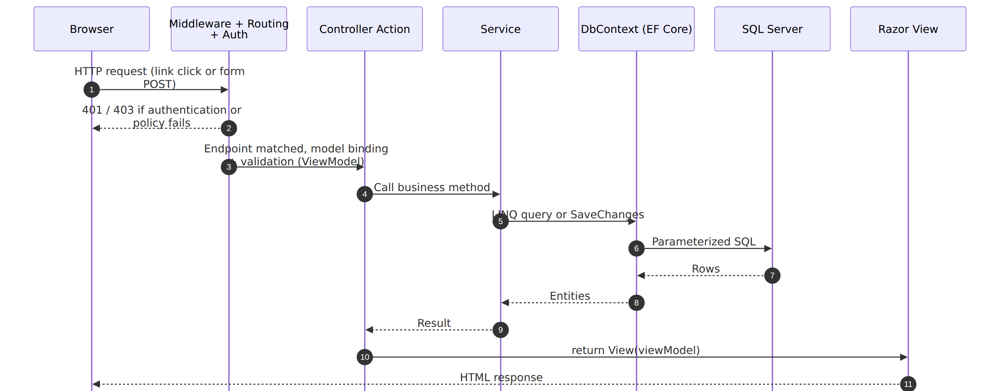 Browser
Middleware + Routing
+ Auth
Controller Action
Service
DbContext (EF Core)
SQL Server
Razor View
HTTP request (link click or form
POST)
1
401 / 403 if authentication or
policy fails
2
Endpoint matched, model binding
+ validation (ViewModel)
3
Call business method
4
LINQ query or SaveChanges
5
Parameterized SQL
6
Rows
7
Entities
8
Result
9
return View(viewModel)
10
HTML response
11